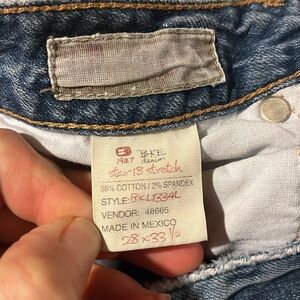 1987 B·K·E·
denim
star 18 stretch
98% COTTON / 2% SPANDEX
STYLE: BKL1334L
VENDOR: 48665
MADE IN MEXICO
28 x 33 1/2